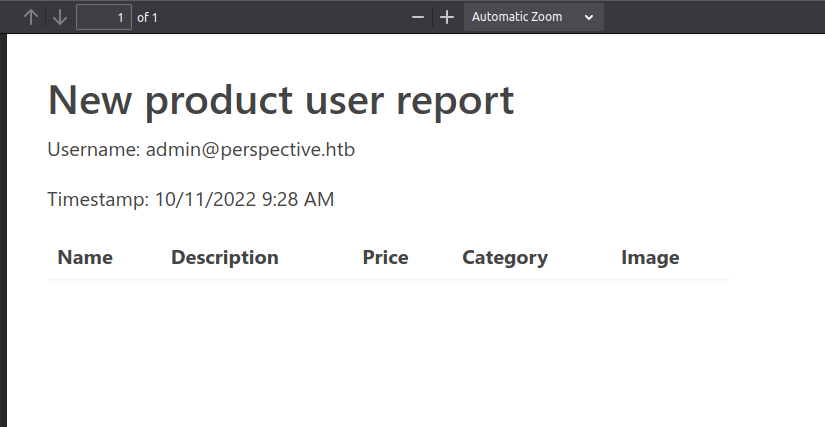 1 of 1 Automatic Zoom
New product user report
Username: admin@perspective.htb
Timestamp: 10/11/2022 9:28 AM
Name Description Price Category Image